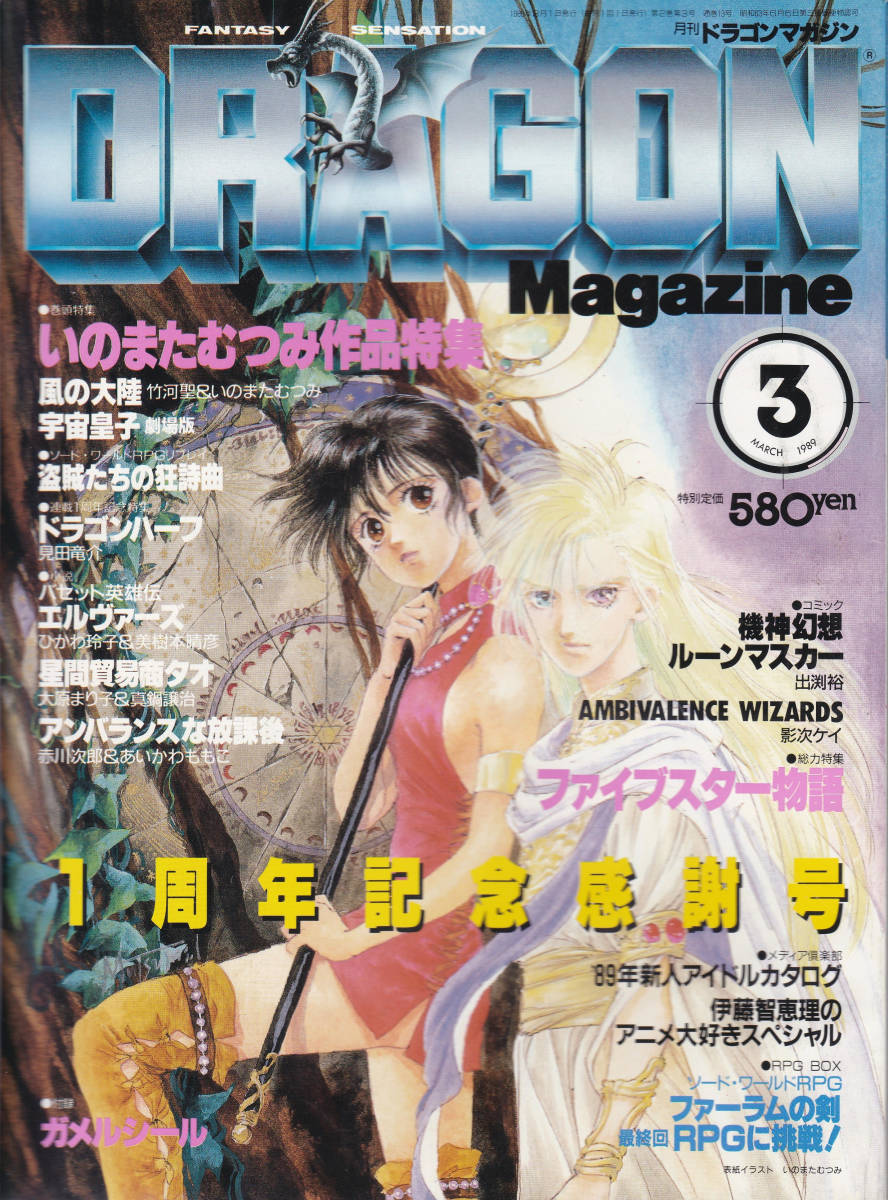 FANTASY SENSATION
月刊ドラゴンマガジン
DRAGON
®
Magazine
3
MARCH 1989
特別定価 580yen
●巻頭特集
いのまたむつみ作品特集
風の大陸 竹河聖&いのまたむつみ
宇宙皇子 劇場版
●ソード・ワールドRPGリプレイ
盗賊たちの狂詩曲
●連載1周年記念特集
ドラゴンハーフ
見田竜介
バセット英雄伝
エルヴァーズ
ひかわ玲子&美樹本晴彦
星間貿易商タオ
大原まり子&真鍋譲治
アンバランスな放課後
赤川次郎&あいかわももこ
●コミック
機神幻想
ルーンマスカー
出渕裕
AMBIVALENCE WIZARDS
影次ケイ
●総力特集
ファイブスター物語
1周年記念感謝号
●メディア倶楽部
'89年新人アイドルカタログ
伊藤智恵理の
アニメ大好きスペシャル
●RPG BOX
ソード・ワールドRPG
ファーラムの剣
最終回 RPGに挑戦!
ガメルシール
表紙イラスト いのまたむつみ